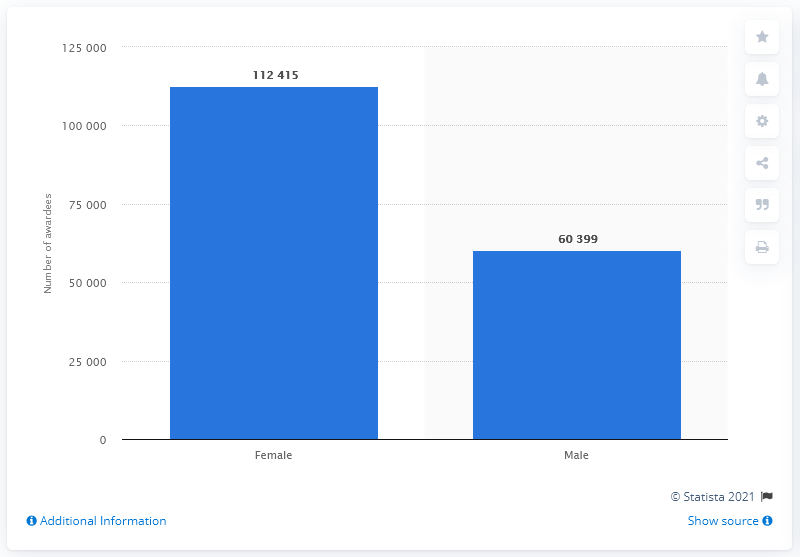 125 000
112 415
100 000
75 000
60 399
50 000
25 000
0
Number of awardees
Female
Male
© Statista 2021
Additional Information
Show source